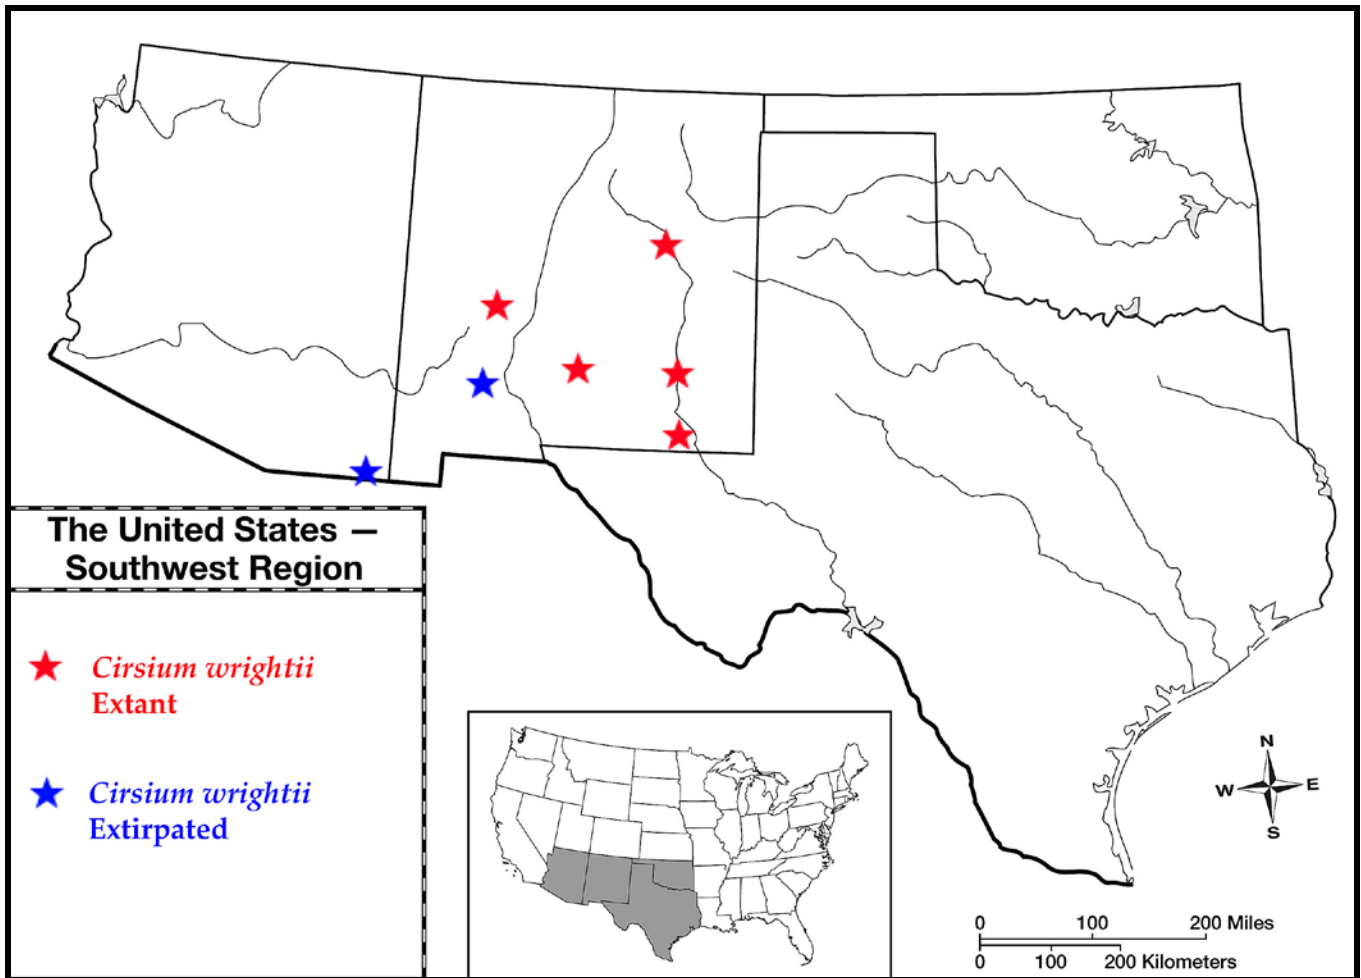 The United States —
Southwest Region
Cirsium wrightii
Extant
Cirsium wrightii
Extirpated
N
W E
S
0 100 200 Miles
0 100 200 Kilometers